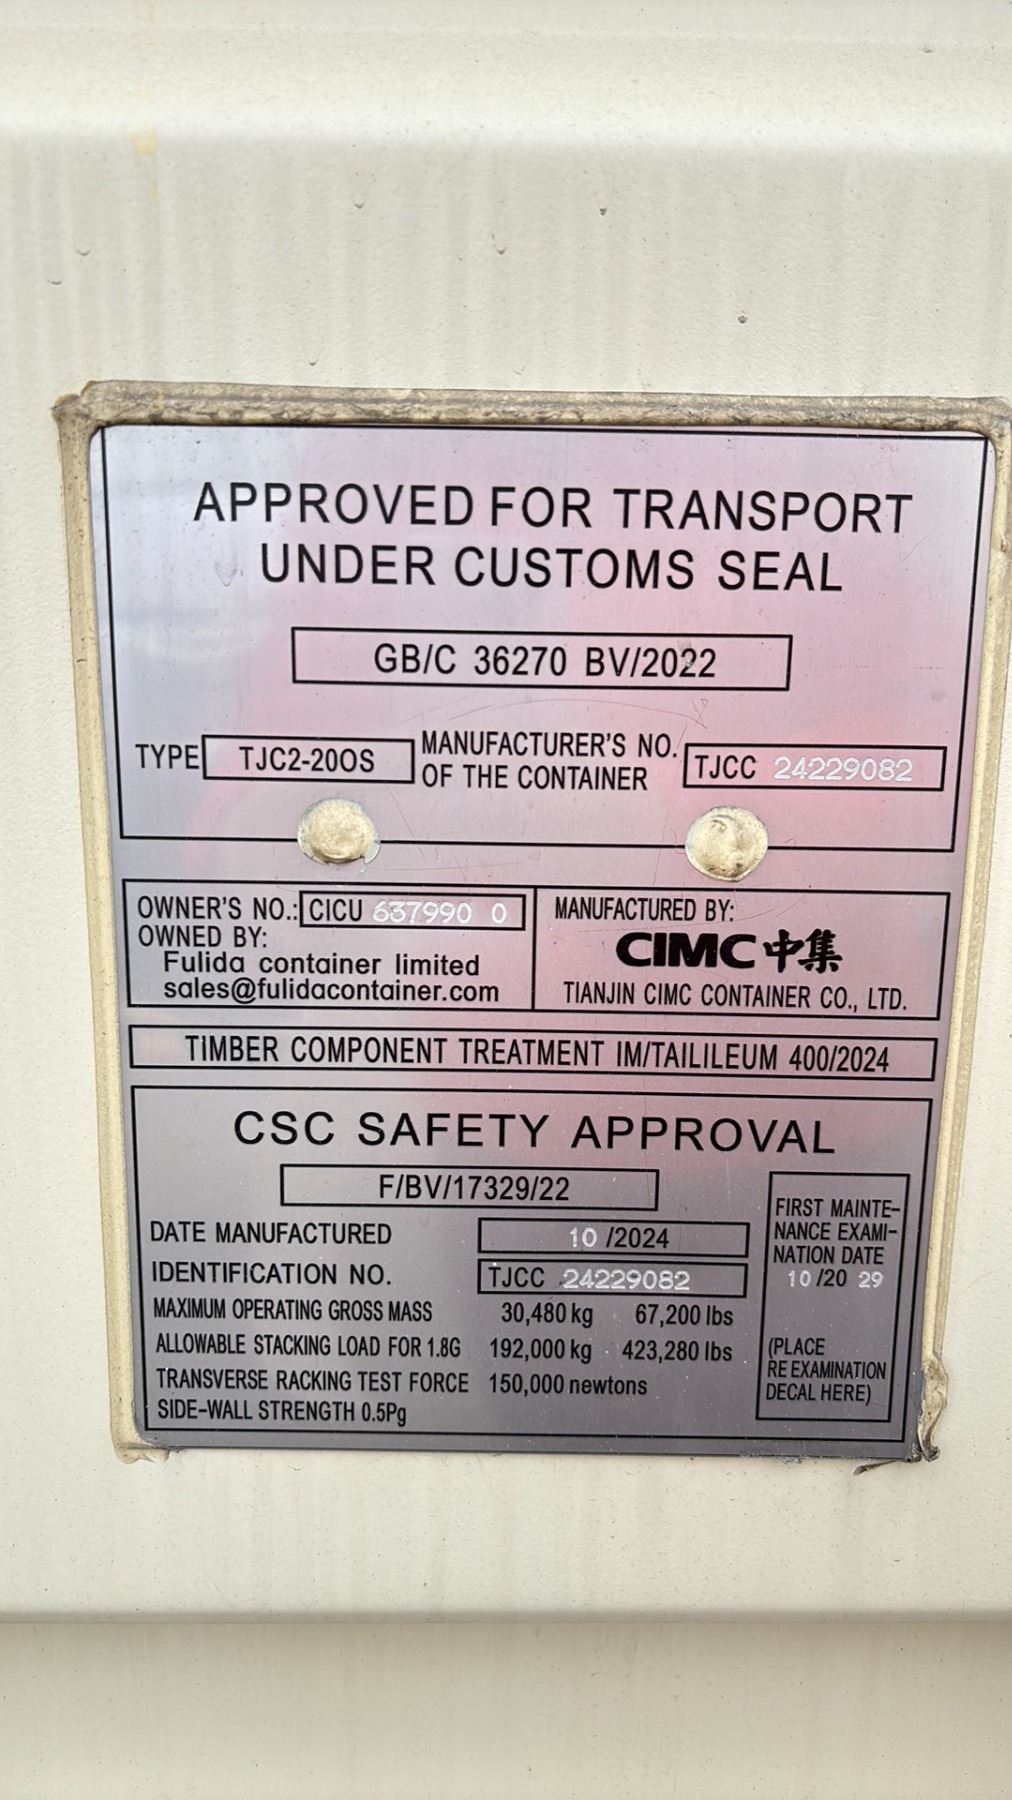 APPROVED FOR TRANSPORT
UNDER CUSTOMS SEAL
GB/C 36270 BV/2022
TYPE TJC2-20OS MANUFACTURER'S NO. OF THE CONTAINER TJCC 24229082
OWNER'S NO.: CICU 637990 0
OWNED BY:
Fulida container limited
sales@fulidacontainer.com
MANUFACTURED BY:
CIMC中集
TIANJIN CIMC CONTAINER CO., LTD.
TIMBER COMPONENT TREATMENT IM/TAILILEUM 400/2024
CSC SAFETY APPROVAL
F/BV/17329/22
DATE MANUFACTURED 10 /2024
IDENTIFICATION NO. TJCC 24229082
MAXIMUM OPERATING GROSS MASS 30,480 kg 67,200 lbs
ALLOWABLE STACKING LOAD FOR 1.8G 192,000 kg 423,280 lbs
TRANSVERSE RACKING TEST FORCE 150,000 newtons
SIDE-WALL STRENGTH 0.5Pg
FIRST MAINTE-
NANCE EXAMI-
NATION DATE
10 /20 29
(PLACE
RE EXAMINATION
DECAL HERE)